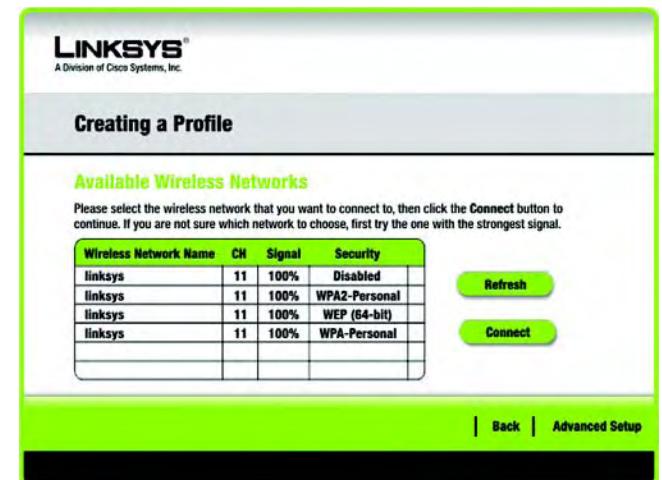 LINKSYS®
A Division of Cisco Systems, Inc.
Creating a Profile
Available Wireless Networks
Please select the wireless network that you want to connect to, then click the Connect button to
continue. If you are not sure which network to choose, first try the one with the strongest signal.
Wireless Network Name CH Signal Security
linksys 11 100% Disabled
linksys 11 100% WPA2-Personal
linksys 11 100% WEP (64-bit)
linksys 11 100% WPA-Personal
Refresh
Connect
Back Advanced Setup